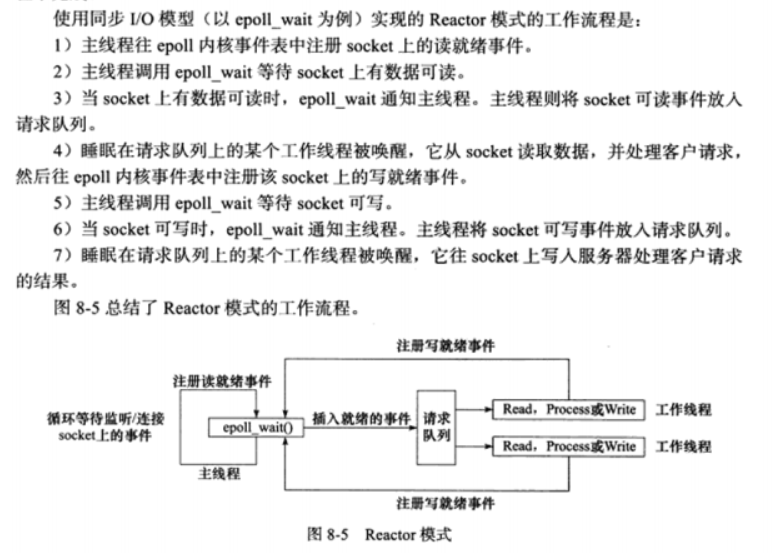 使用同步 I/O 模型（以 epoll_wait 为例）实现的 Reactor 模式的工作流程是：
1）主线程往 epoll 内核事件表中注册 socket 上的读就绪事件。
2）主线程调用 epoll_wait 等待 socket 上有数据可读。
3）当 socket 上有数据可读时，epoll_wait 通知主线程。主线程则将 socket 可读事件放入
请求队列。
4）睡眠在请求队列上的某个工作线程被唤醒，它从 socket 读取数据，并处理客户请求，
然后往 epoll 内核事件表中注册该 socket 上的写就绪事件。
5）主线程调用 epoll_wait 等待 socket 可写。
6）当 socket 可写时，epoll_wait 通知主线程。主线程将 socket 可写事件放入请求队列。
7）睡眠在请求队列上的某个工作线程被唤醒，它往 socket 上写入服务器处理客户请求
的结果。
图 8-5 总结了 Reactor 模式的工作流程。
注册写就绪事件
注册读就绪事件
循环等待监听/连接
socket上的事件
epoll_wait()
插入就绪的事件
请求
队列
Read，Process或Write
工作线程
Read，Process或Write
工作线程
主线程
注册写就绪事件
图 8-5 Reactor 模式